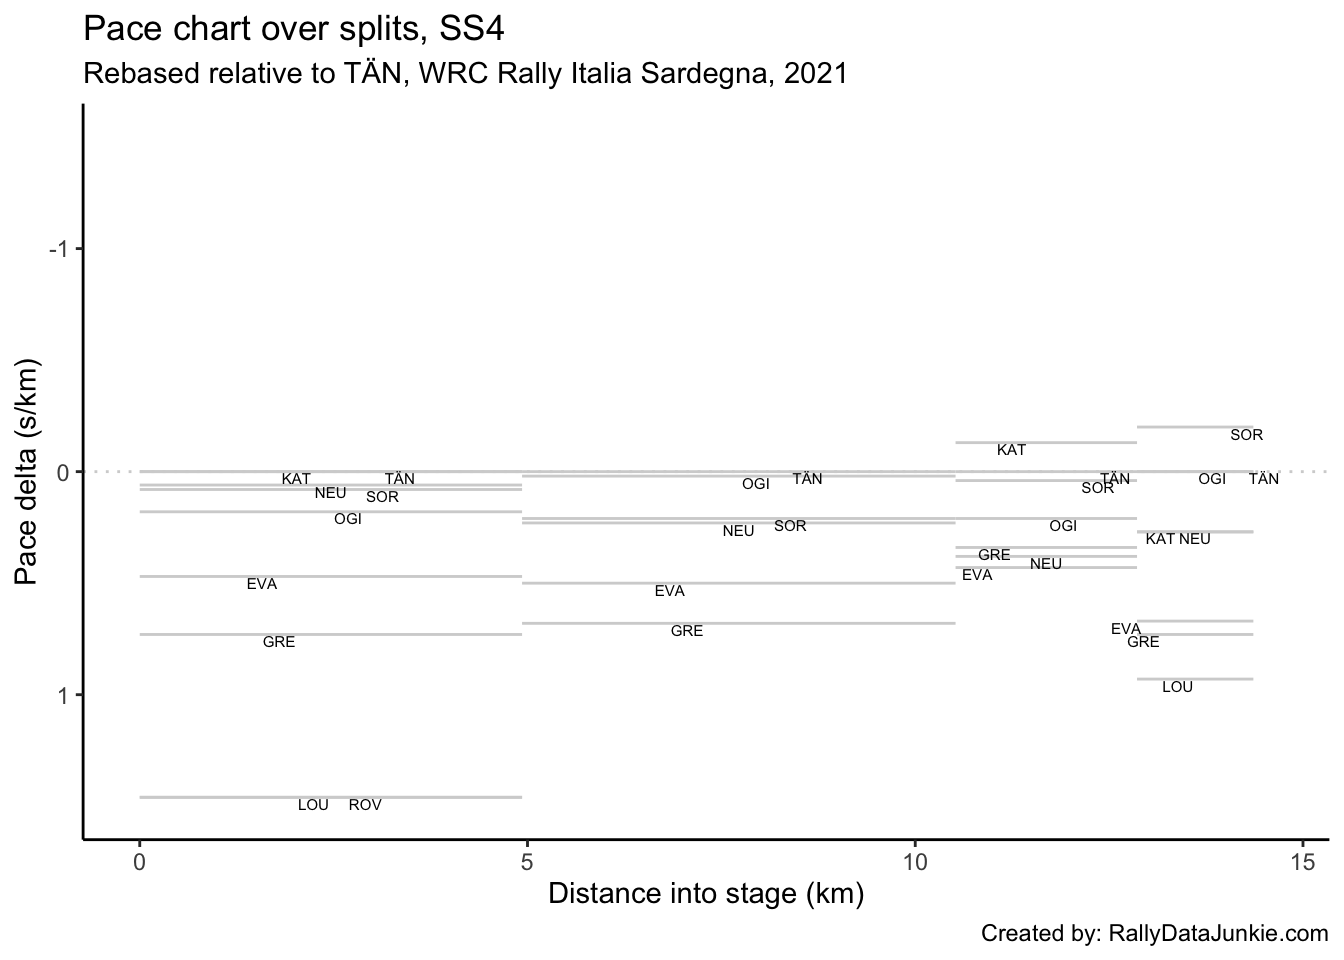 Pace chart over splits, SS4
Rebased relative to TÄN, WRC Rally Italia Sardegna, 2021
Pace delta (s/km)
-1
0
1
SOR
KAT
KAT TÄN TÄN TÄN OGI TÄN
OGI SOR
NEU SOR
OGI NEU SOR OGI
KAT NEU
GRE NEU
EVA
EVA EVA
GRE GRE EVA
GRE
LOU
LOU ROV
0 5 10 15
Distance into stage (km)
Created by: RallyDataJunkie.com